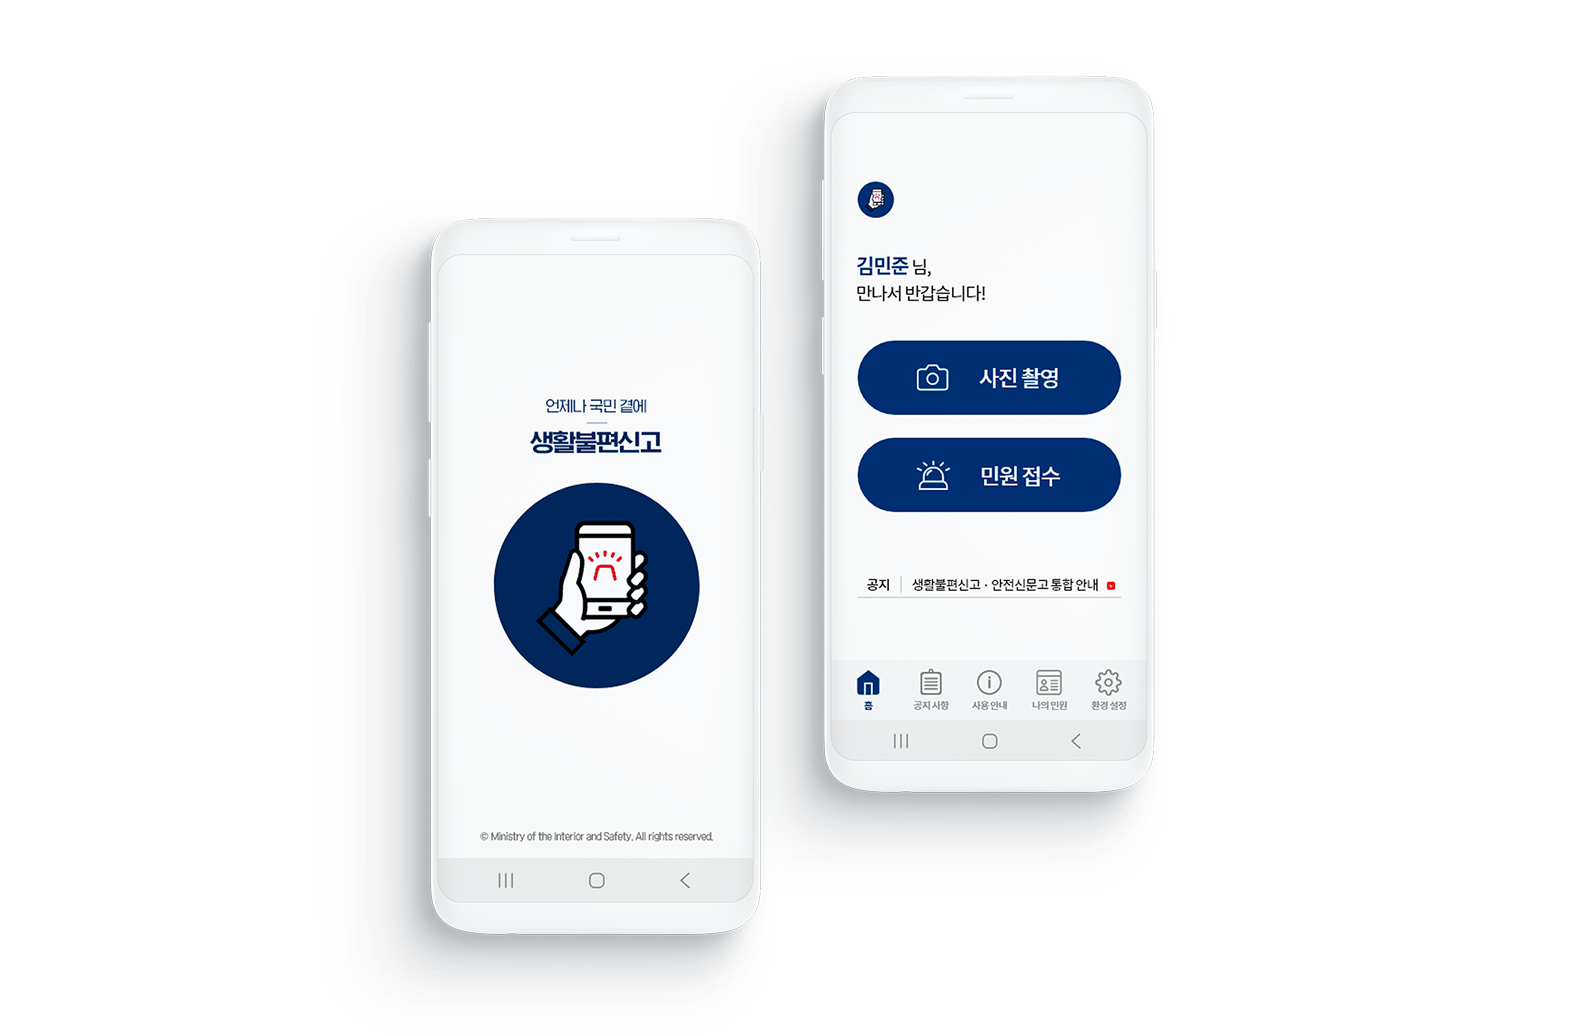 언제나 국민 곁에
생활불편신고
© Ministry of the Interior and Safety. All rights reserved.
김민준 님,
만나서 반갑습니다!
사진 촬영
민원 접수
공지 생활불편신고 · 안전신문고 통합 안내
홈 공지 사항 사용 안내 나의 민원 환경 설정